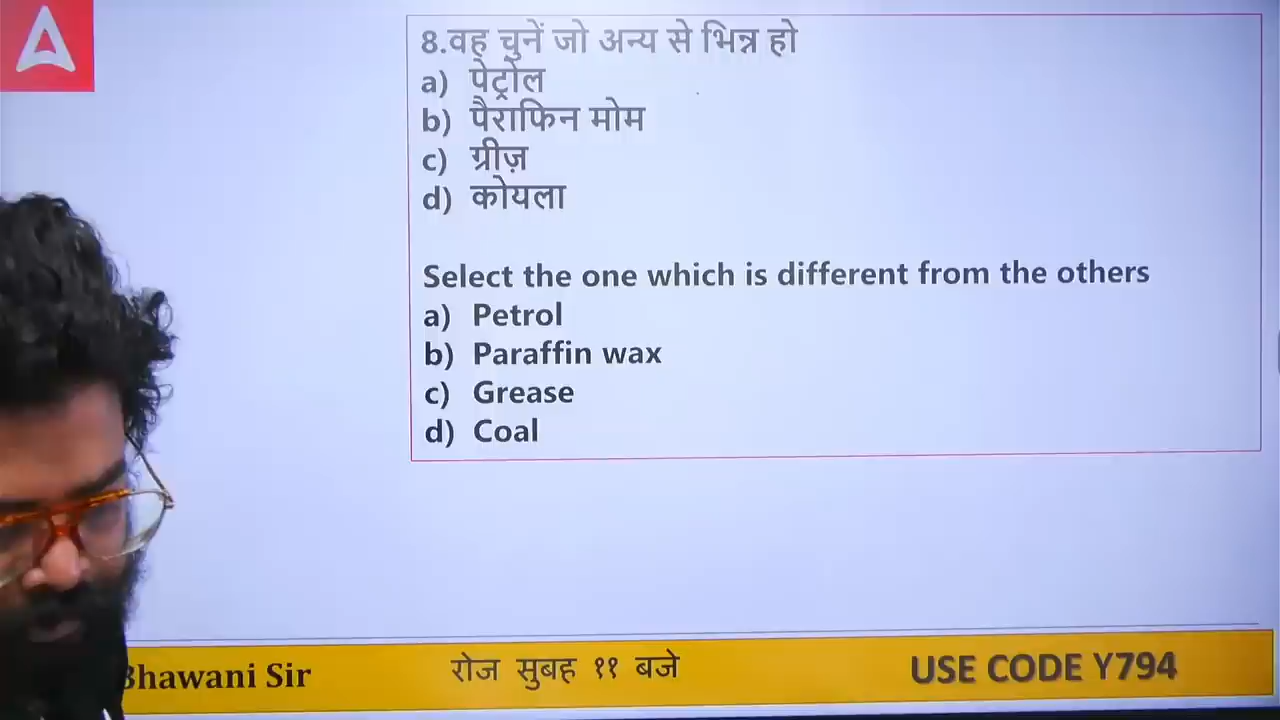 8.वह चुनें जो अन्य से भिन्न हो
a) पेट्रोल
b) पैराफिन मोम
c) ग्रीज़
d) कोयला
Select the one which is different from the others
a) Petrol
b) Paraffin wax
c) Grease
d) Coal
Bhawani Sir
रोज सुबह ११ बजे
USE CODE Y794